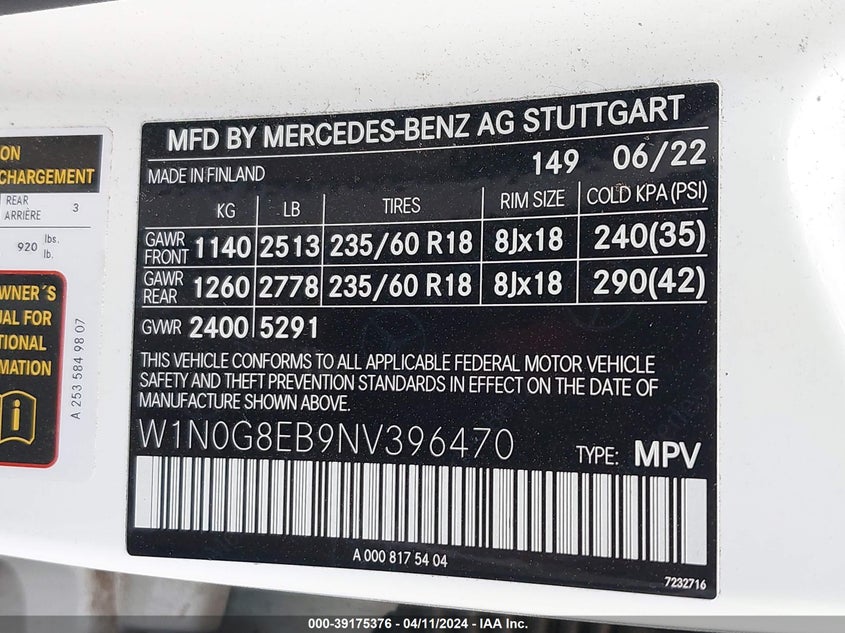 ON
CHARGEMENT
REAR
ARRIÈRE 3
920 lbs.
lb.
WNER´S
UAL FOR
TIONAL
MATION
A 253 584 98 07
MFD BY MERCEDES-BENZ AG STUTTGART
MADE IN FINLAND 149 06/22
KG LB TIRES RIM SIZE COLD KPA (PSI)
GAWR FRONT 1140 2513 235/60 R18 8Jx18 240(35)
GAWR REAR 1260 2778 235/60 R18 8Jx18 290(42)
GVWR 2400 5291
THIS VEHICLE CONFORMS TO ALL APPLICABLE FEDERAL MOTOR VEHICLE
SAFETY AND THEFT PREVENTION STANDARDS IN EFFECT ON THE DATE OF
MANUFACTURE SHOWN ABOVE.
W1N0G8EB9NV396470 TYPE: MPV
A 000 817 54 04
7232716
000-39175376 - 04/11/2024 - IAA Inc.